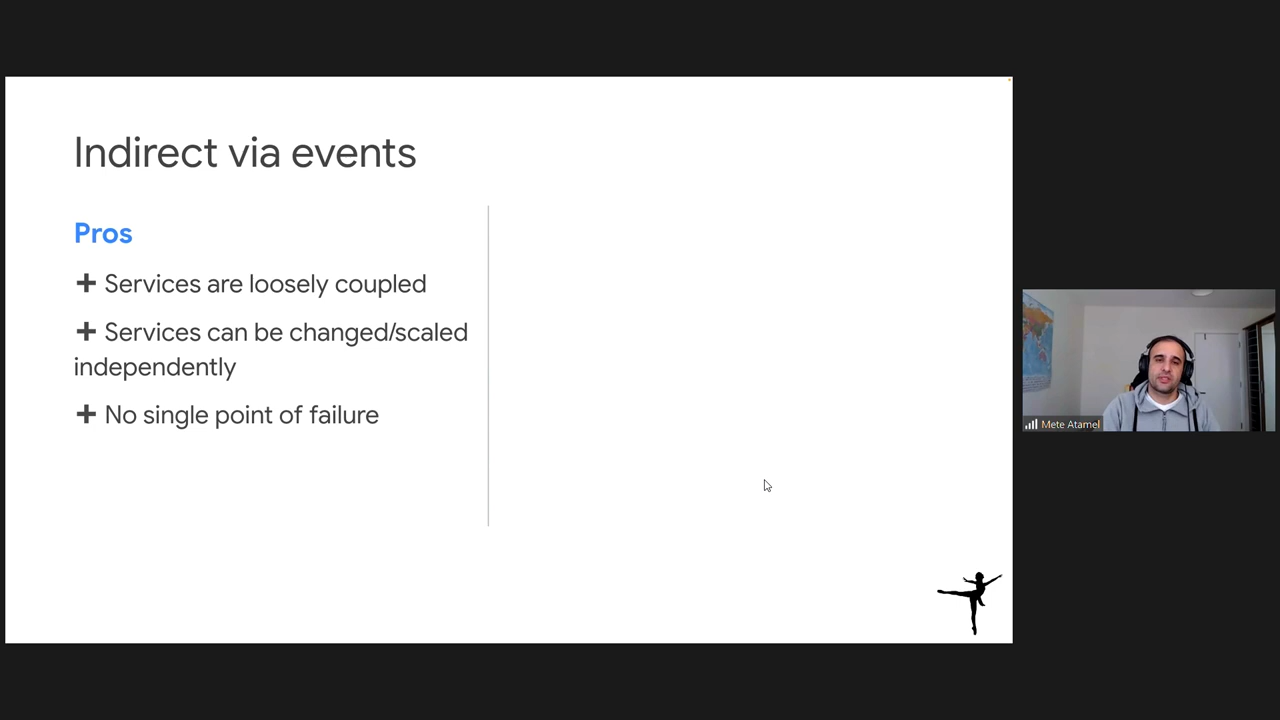 Indirect via events
Pros
+ Services are loosely coupled
+ Services can be changed/scaled
independently
+ No single point of failure
Mete Atamel